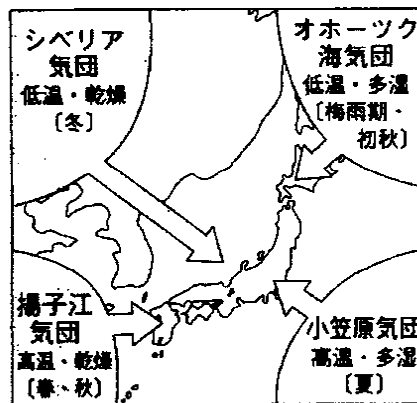 シベリア
気団
低温・乾燥
〔冬〕
オホーツク
海気団
低温・多湿
〔梅雨期・
初秋〕
揚子江
気団
高温・乾燥
〔春・秋〕
小笠原気団
高温・多湿
〔夏〕